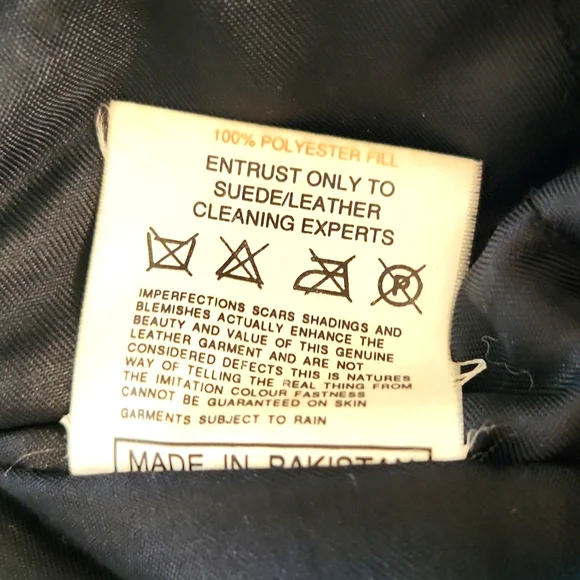 100% POLYESTER FILL
ENTRUST ONLY TO
SUEDE/LEATHER
CLEANING EXPERTS
P
IMPERFECTIONS SCARS SHADINGS AND
BLEMISHES ACTUALLY ENHANCE THE
BEAUTY AND VALUE OF THIS GENUINE
LEATHER GARMENT AND ARE NOT
CONSIDERED DEFECTS THIS IS NATURES
WAY OF TELLING THE REAL THING FROM
THE IMITATION COLOUR FASTNESS
CANNOT BE GUARANTEED ON SKIN
GARMENTS SUBJECT TO RAIN
MADE IN PAKISTAN